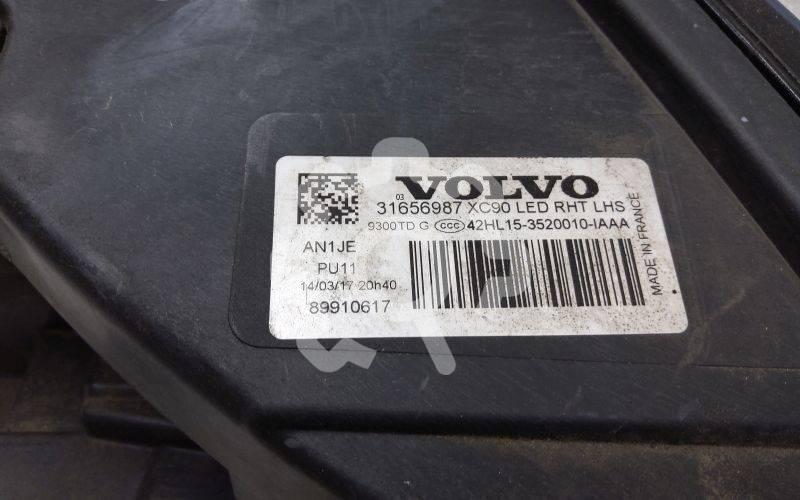 VOLVO
03
31656987 XC90 LED RHT LHS
9300TD G CCC 42HL15-3520010-IAAA
AN1JE
PU11
14/03/17 20h40
89910617
MADE IN FRANCE